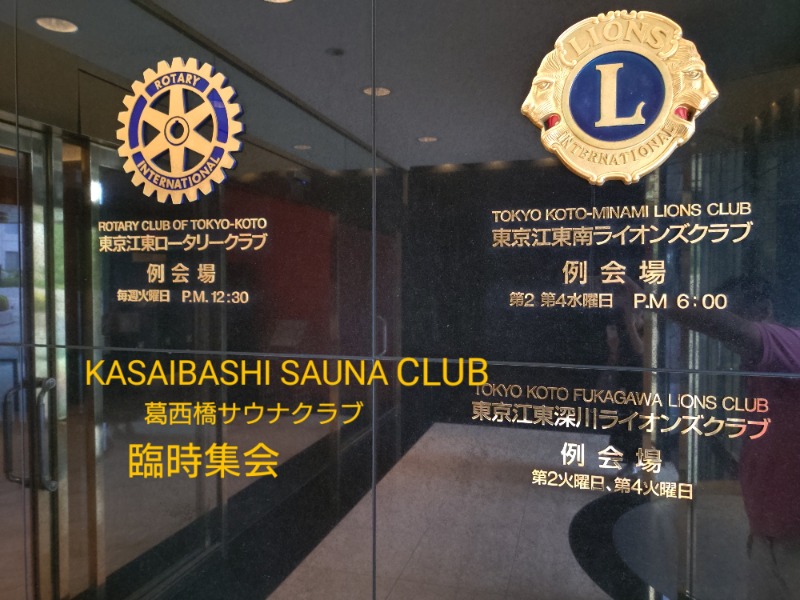 ROTARY
INTERNATIONAL
ROTARY CLUB OF TOKYO-KOTO
東京江東ロータリークラブ
例会場
毎週火曜日 P.M. 12:30
LIONS
L
INTERNATIONAL
TOKYO KOTO-MINAMI LIONS CLUB
東京江東南ライオンズクラブ
例会場
第2 第4水曜日 P.M 6:00
KASAIBASHI SAUNA CLUB
葛西橋サウナクラブ
臨時集会
TOKYO KOTO FUKAGAWA LIONS CLUB
東京江東深川ライオンズクラブ
例会場
第2火曜日、第4火曜日